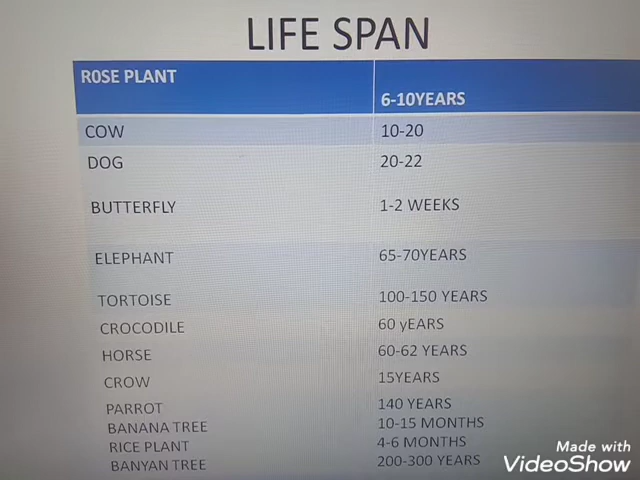 LIFE SPAN
ROSE PLANT
6-10YEARS
COW 10-20
DOG 20-22
BUTTERFLY 1-2 WEEKS
ELEPHANT 65-70YEARS
TORTOISE 100-150 YEARS
CROCODILE 60 yEARS
HORSE 60-62 YEARS
CROW 15YEARS
PARROT 140 YEARS
BANANA TREE 10-15 MONTHS
RICE PLANT 4-6 MONTHS
BANYAN TREE 200-300 YEARS
Made with
VideoShow